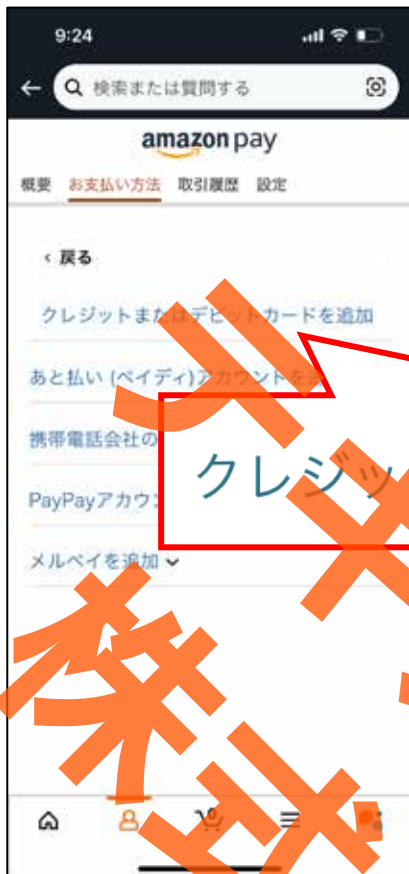 9:24
検索または質問する
amazon pay
概要 お支払い方法 取引履歴 設定
戻る
クレジットまたはデビットカードを追加
あと払い (ペイディ)アカウントを
携帯電話会社の
クレジッ
PayPayアカウ
メルペイを追加
株式